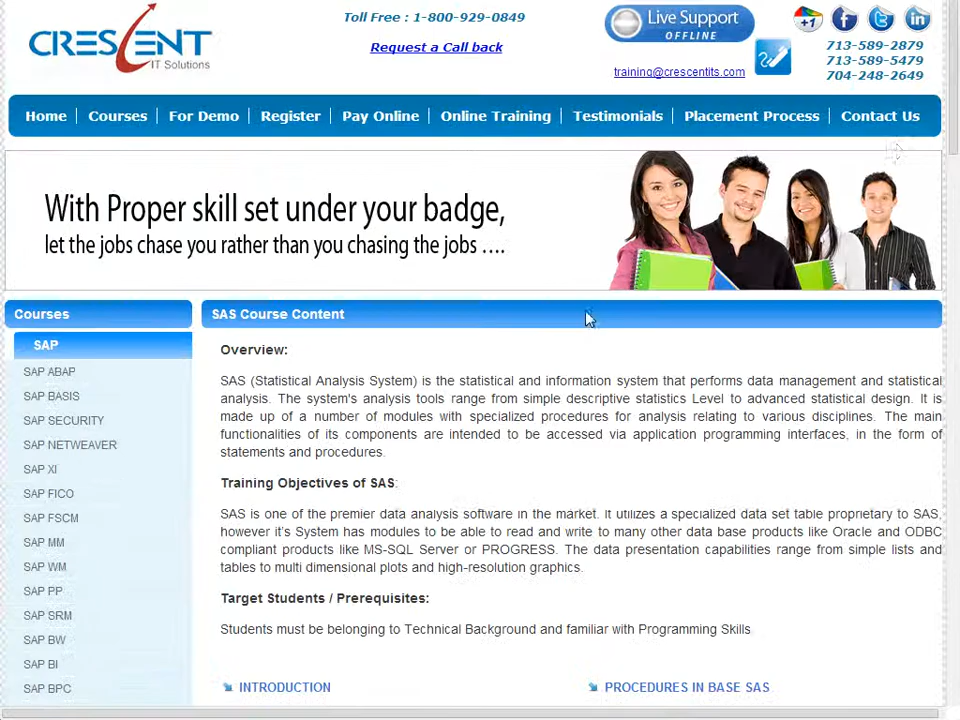 CRESCENT
IT Solutions
Toll Free : 1-800-929-0849
Request a Call back
Live Support
OFFLINE
training@crescentits.com
+1
713-589-2879
713-589-5479
704-248-2649
Home
Courses
For Demo
Register
Pay Online
Online Training
Testimonials
Placement Process
Contact Us
With Proper skill set under your badge,
let the jobs chase you rather than you chasing the jobs ....
Courses
SAP
SAP ABAP
SAP BASIS
SAP SECURITY
SAP NETWEAVER
SAP XI
SAP FICO
SAP FSCM
SAP MM
SAP WM
SAP PP
SAP SRM
SAP BW
SAP BI
SAP BPC
SAS Course Content
Overview:
SAS (Statistical Analysis System) is the statistical and information system that performs data management and statistical
analysis. The system's analysis tools range from simple descriptive statistics Level to advanced statistical design. It is
made up of a number of modules with specialized procedures for analysis relating to various disciplines. The main
functionalities of its components are intended to be accessed via application programming interfaces, in the form of
statements and procedures.
Training Objectives of SAS:
SAS is one of the premier data analysis software in the market. It utilizes a specialized data set table proprietary to SAS,
however it's System has modules to be able to read and write to many other data base products like Oracle and ODBC
compliant products like MS-SQL Server or PROGRESS. The data presentation capabilities range from simple lists and
tables to multi dimensional plots and high-resolution graphics.
Target Students / Prerequisites:
Students must be belonging to Technical Background and familiar with Programming Skills
INTRODUCTION
PROCEDURES IN BASE SAS